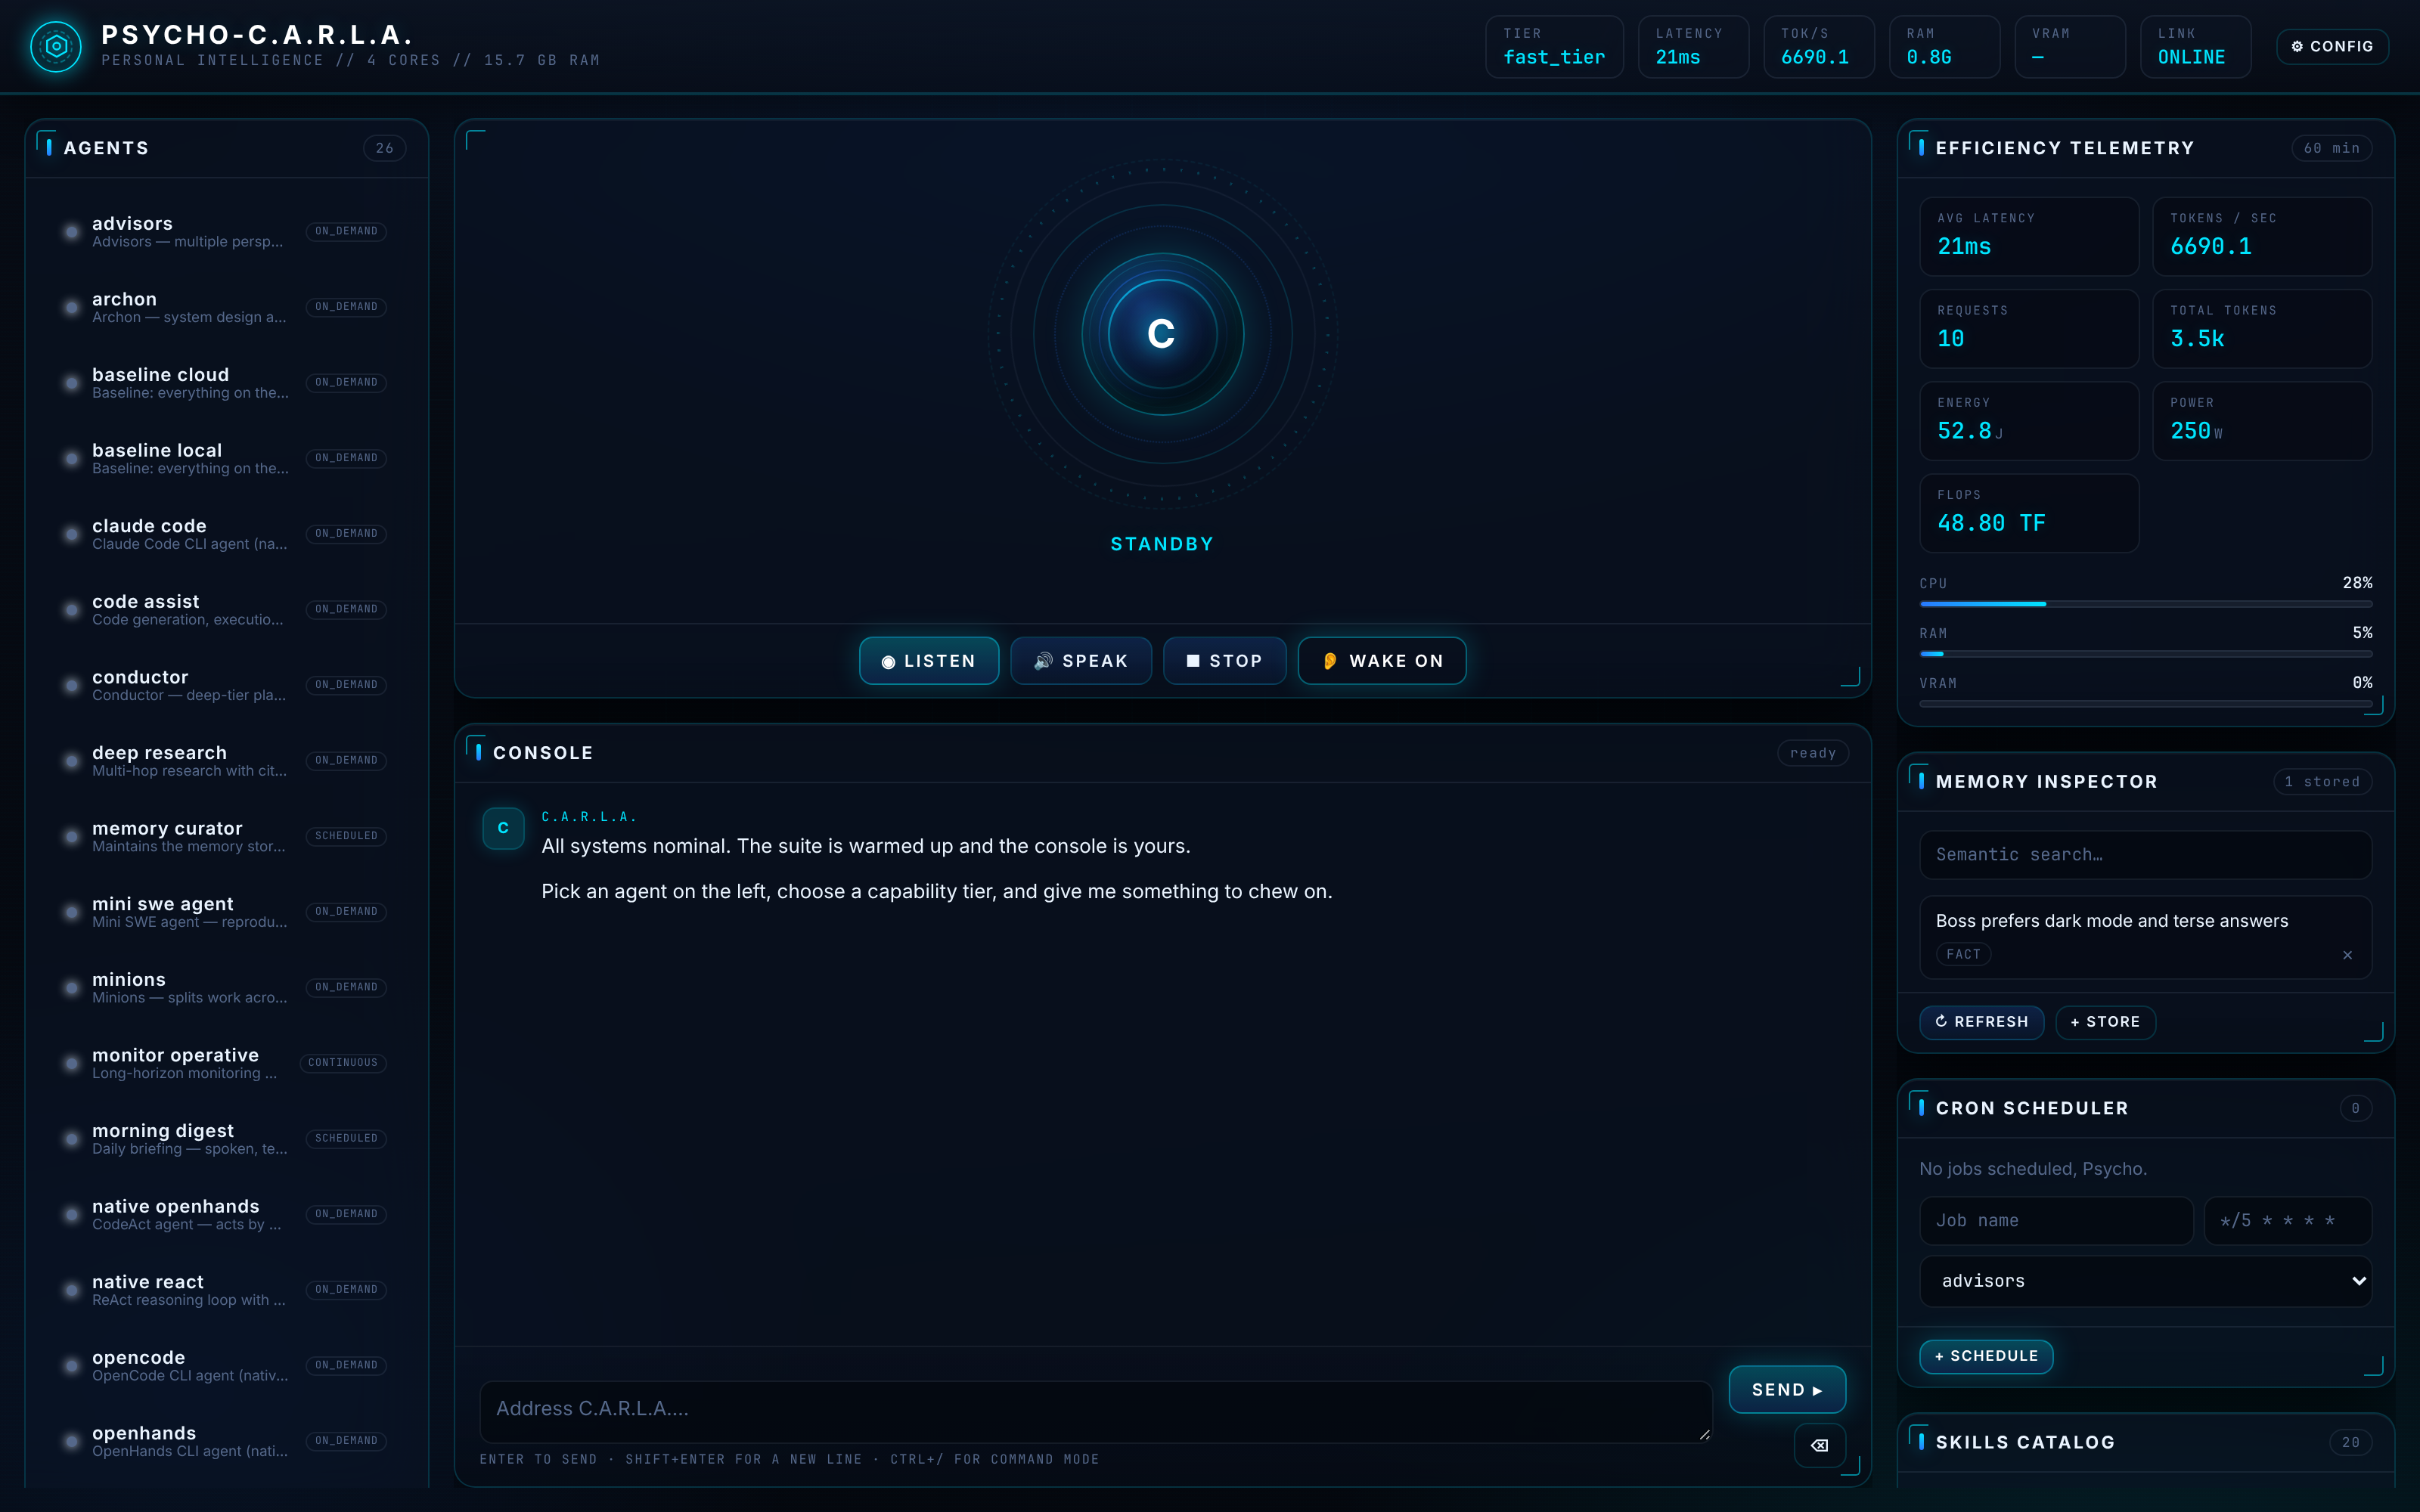 PSYCHO-C.A.R.L.A.
PERSONAL INTELLIGENCE // 4 CORES // 15.7 GB RAM
TIER
fast_tier
LATENCY
21ms
TOK/S
6690.1
RAM
0.8G
VRAM
—
LINK
ONLINE
⚙ CONFIG
AGENTS
26
advisors
Advisors — multiple persp...
ON_DEMAND
archon
Archon — system design a...
ON_DEMAND
baseline cloud
Baseline: everything on the...
ON_DEMAND
baseline local
Baseline: everything on the...
ON_DEMAND
claude code
Claude Code CLI agent (na...
ON_DEMAND
code assist
Code generation, executio...
ON_DEMAND
conductor
Conductor — deep-tier pla...
ON_DEMAND
deep research
Multi-hop research with cit...
ON_DEMAND
memory curator
Maintains the memory stor...
SCHEDULED
mini swe agent
Mini SWE agent — reprodu...
ON_DEMAND
minions
Minions — splits work acro...
ON_DEMAND
monitor operative
Long-horizon monitoring ...
CONTINUOUS
morning digest
Daily briefing — spoken, te...
SCHEDULED
native openhands
CodeAct agent — acts by ...
ON_DEMAND
native react
ReAct reasoning loop with ...
ON_DEMAND
opencode
OpenCode CLI agent (nativ...
ON_DEMAND
openhands
OpenHands CLI agent (nati...
ON_DEMAND
C
STANDBY
◉ LISTEN
🔊 SPEAK
■ STOP
👂 WAKE ON
CONSOLE
ready
C
C.A.R.L.A.
All systems nominal. The suite is warmed up and the console is yours.
Pick an agent on the left, choose a capability tier, and give me something to chew on.
Address C.A.R.L.A....
SEND ▸
⌫
ENTER TO SEND · SHIFT+ENTER FOR A NEW LINE · CTRL+/ FOR COMMAND MODE
EFFICIENCY TELEMETRY
60 min
AVG LATENCY
21ms
TOKENS / SEC
6690.1
REQUESTS
10
TOTAL TOKENS
3.5k
ENERGY
52.8 J
POWER
250 W
FLOPS
48.80 TF
CPU
28%
RAM
5%
VRAM
0%
MEMORY INSPECTOR
1 stored
Semantic search…
Boss prefers dark mode and terse answers
FACT
×
↻ REFRESH
+ STORE
CRON SCHEDULER
0
No jobs scheduled, Psycho.
Job name
*/5 * * * *
advisors
+ SCHEDULE
SKILLS CATALOG
20